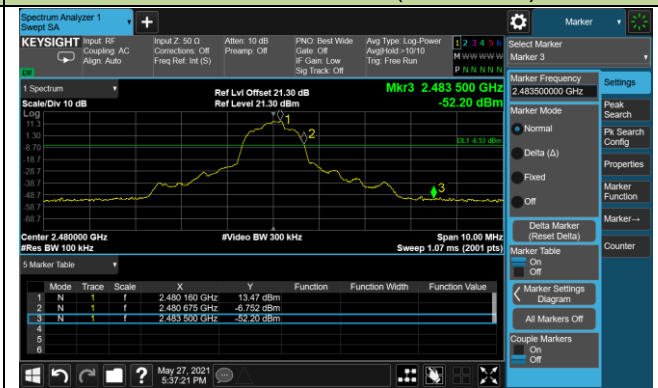 Spectrum Analyzer 1
Swept SA
Marker
KEYSIGHT
Input: RF
Coupling: AC
Align: Auto
Input Z: 50 Ω
Corrections: Off
Freq Ref: Int (S)
Atten: 10 dB
Preamp: Off
PNO: Best Wide
Gate: Off
IF Gain: Low
Sig Track: Off
Avg Type: Log-Power
Avg|Hold:>10/10
Trig: Free Run
1 2 3 4 5 6
M W W W W W
P N N N N N
Select Marker
Marker 3
1 Spectrum
Scale/Div 10 dB
Log
Ref Lvl Offset 21.30 dB
Ref Level 21.30 dBm
Mkr3 2.483 500 GHz
-52.20 dBm
11.3
1.30
-8.70
-18.7
-28.7
-38.7
-48.7
-58.7
-68.7
1
2
3
DL1 -6.53 dBm
Center 2.480000 GHz
#Res BW 100 kHz
#Video BW 300 kHz
Span 10.00 MHz
Sweep 1.07 ms (2001 pts)
5 Marker Table
Mode Trace Scale X Y Function Function Width Function Value
1 N 1 f 2.480 160 GHz 13.47 dBm
2 N 1 f 2.480 675 GHz -6.752 dBm
3 N 1 f 2.483 500 GHz -52.20 dBm
4
5
6
Marker Frequency
2.483500000 GHz
Marker Mode
Normal
Delta (Δ)
Fixed
Off
Delta Marker
(Reset Delta)
Marker Table
On
Off
Marker Settings
Diagram
All Markers Off
Couple Markers
On
Off
Settings
Peak
Search
Pk Search
Config
Properties
Marker
Function
Marker→
Counter
May 27, 2021
5:37:21 PM